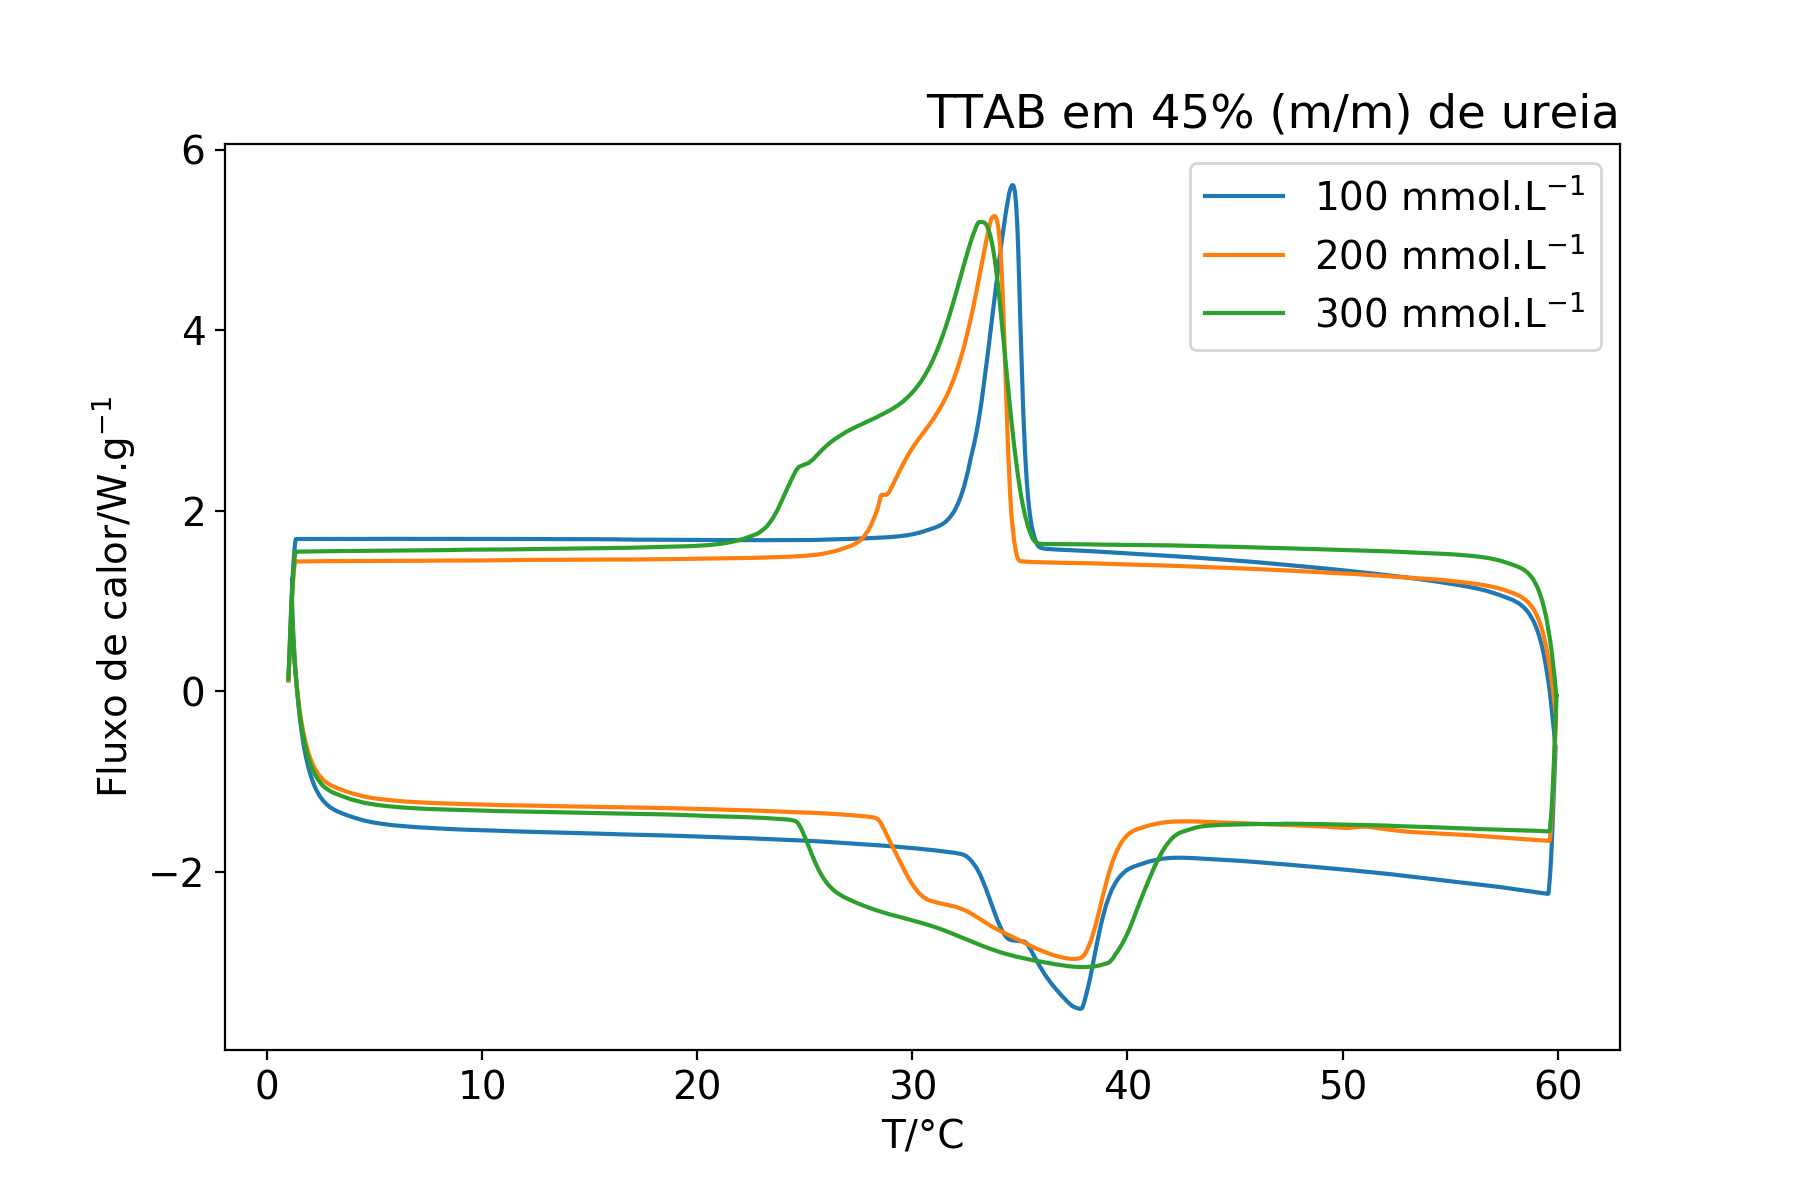 TTAB em 45% (m/m) de ureia
100 mmol.L⁻¹
200 mmol.L⁻¹
300 mmol.L⁻¹
Fluxo de calor/W.g⁻¹
6
4
2
0
−2
0 10 20 30 40 50 60
T/°C